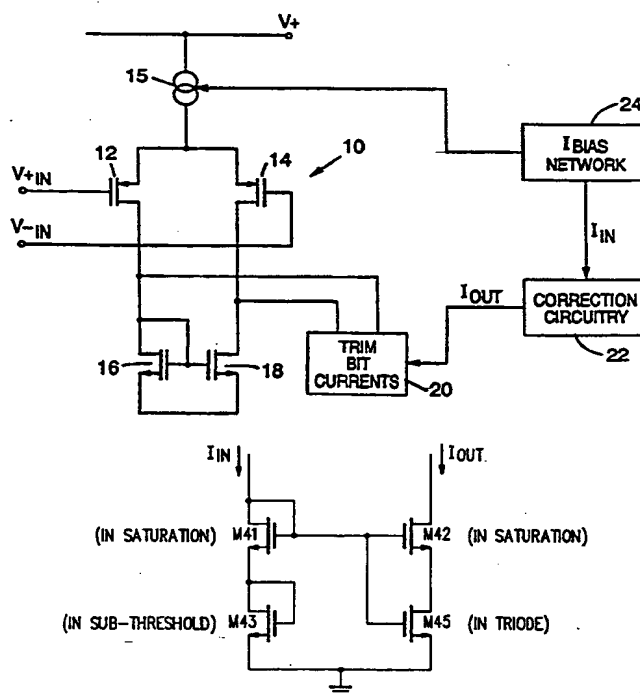 V+
15
24
I BIAS
NETWORK
12
14
10
V+IN
V-IN
IIN
IOUT
CORRECTION
CIRCUITRY
22
TRIM
BIT
CURRENTS
20
16
18
IIN
IOUT.
(IN SATURATION)
M41
M42
(IN SATURATION)
(IN SUB-THRESHOLD)
M43
M45
(IN TRIODE)